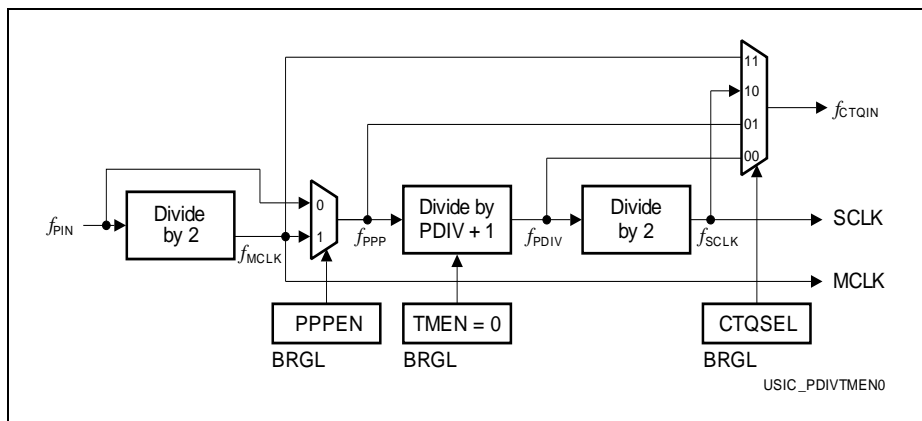 11
10
01
00
fCTQIN
fPIN
Divide
by 2
fMCLK
0
1
fPPP
Divide by
PDIV + 1
fPDIV
Divide
by 2
fSCLK
SCLK
MCLK
PPPEN
BRGL
TMEN = 0
BRGL
CTQSEL
BRGL
USIC_PDIVTMEN0